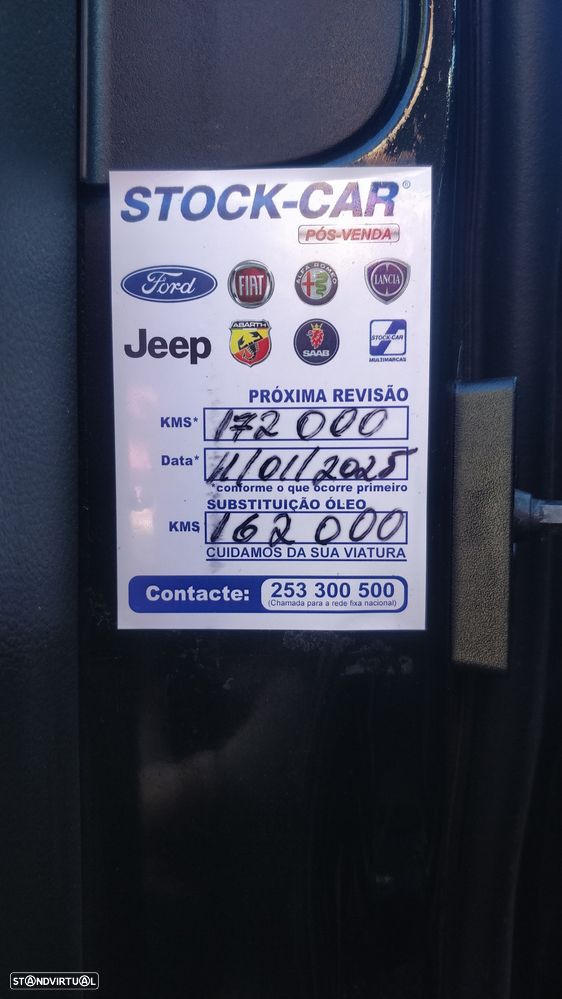 STOCK-CAR®
PÓS-VENDA
Ford
FIAT
ALFA ROMEO
LANCIA
Jeep
ABARTH
SAAB
STOCK-CAR
MULTIMARCAS
PRÓXIMA REVISÃO
KMS* 172 000
Data* 11/01/2025
*conforme o que ocorre primeiro
SUBSTITUIÇÃO ÓLEO
KMS 162 000
CUIDAMOS DA SUA VIATURA
Contacte: 253 300 500
(Chamada para a rede fixa nacional)
STANDVIRTUAL